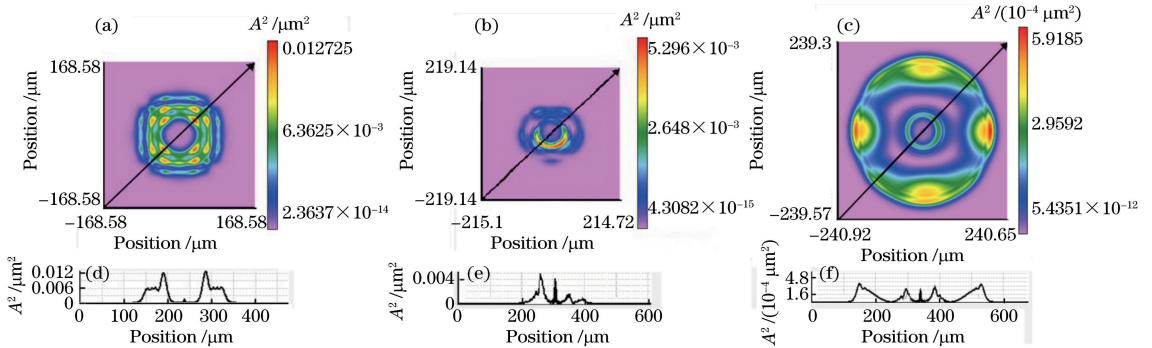 (a)
A² /μm²
0.012725
6.3625×10⁻³
2.3637×10⁻¹⁴
168.58
Position /μm
−168.58
−168.58
168.58
Position /μm
(b)
A² /μm²
5.296×10⁻³
2.648×10⁻³
4.3082×10⁻¹⁵
219.14
Position /μm
−219.14
−215.1
214.72
Position /μm
(c)
A² /(10⁻⁴ μm²)
5.9185
2.9592
5.4351×10⁻¹²
239.3
Position /μm
−239.57
−240.92
240.65
Position /μm
(d)
A² /μm²
0.012
0.006
0
0 100 200 300 400
Position /μm
(e)
A² /μm²
0.004
0
0 200 400 600
Position /μm
(f)
A² /(10⁻⁴ μm²)
4.8
1.6
0 200 400 600
Position /μm